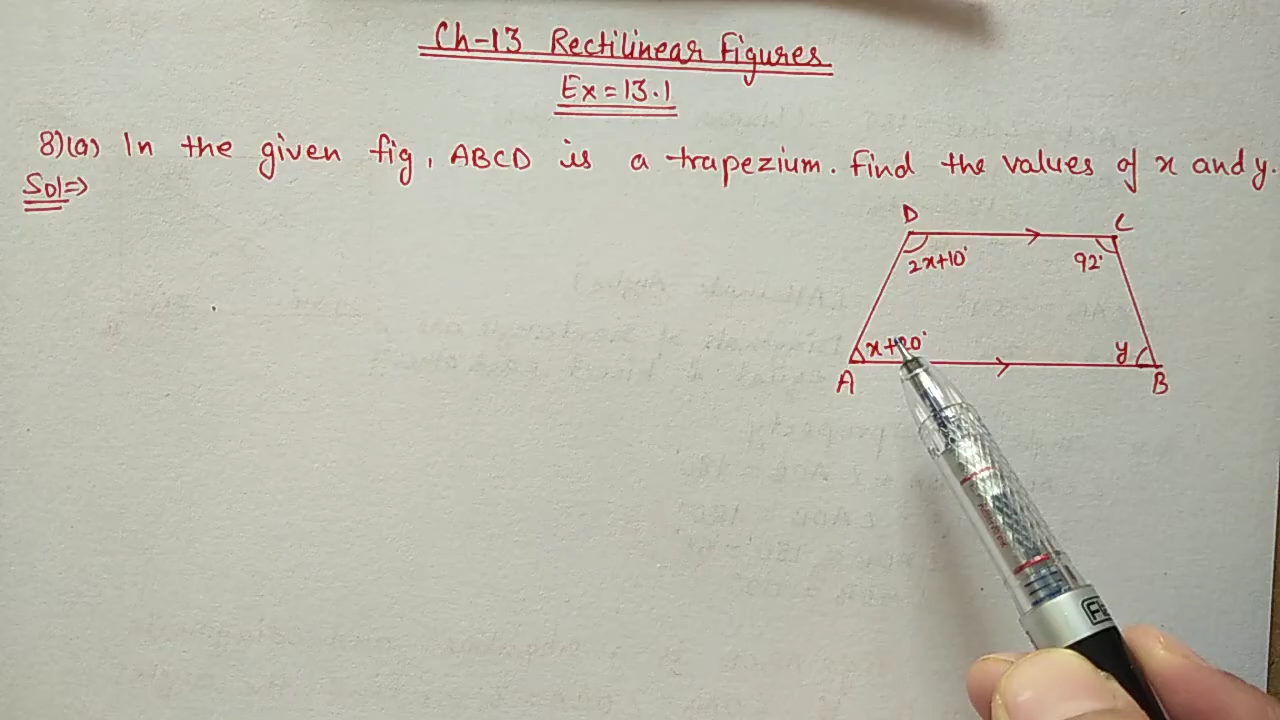 Ch-13 Rectilinear Figures
Ex=13.1
8)(a) In the given fig, ABCD is a trapezium. Find the values of x and y.
Sol=>
D C
2x+10° 92°
x+20° y
A B